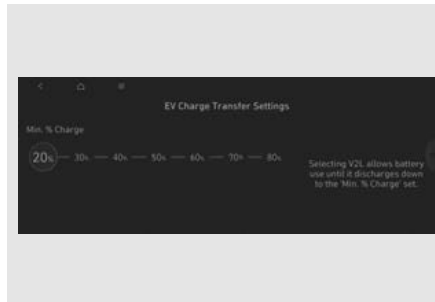 EV Charge Transfer Settings
Min. % Charge
20% 30% 40% 50% 60% 70% 80%
Selecting V2L allows battery
use until it discharges down
to the 'Min. % Charge' set.